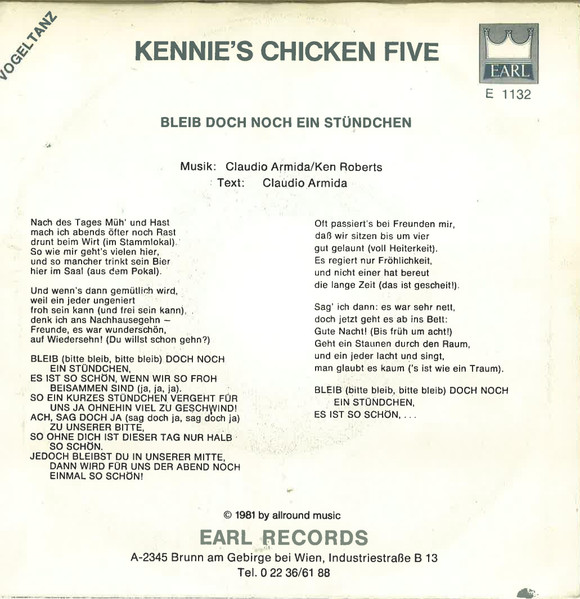 VOGELTANZ
KENNIE'S CHICKEN FIVE
EARL
E 1132
BLEIB DOCH NOCH EIN STÜNDCHEN
Musik: Claudio Armida/Ken Roberts
Text: Claudio Armida
Nach des Tages Müh' und Hast
mach ich abends öfter noch Rast
drunt beim Wirt (im Stammlokal).
So wie mir geht's vielen hier,
und so mancher trinkt sein Bier
hier im Saal (aus dem Pokal).
Und wenn's dann gemütlich wird,
weil ein jeder ungeniert
froh sein kann (und frei sein kann),
denk ich ans Nachhausegehn –
Freunde, es war wunderschön,
auf Wiedersehn! (Du willst schon gehn?)
BLEIB (bitte bleib, bitte bleib) DOCH NOCH
EIN STÜNDCHEN,
ES IST SO SCHÖN, WENN WIR SO FROH
BEISAMMEN SIND (ja, ja, ja).
SO EIN KURZES STÜNDCHEN VERGEHT FÜR
UNS JA OHNEHIN VIEL ZU GESCHWIND!
ACH, SAG DOCH JA (sag doch ja, sag doch ja)
ZU UNSERER BITTE,
SO OHNE DICH IST DIESER TAG NUR HALB
SO SCHÖN.
JEDOCH BLEIBST DU IN UNSERER MITTE,
DANN WIRD FÜR UNS DER ABEND NOCH
EINMAL SO SCHÖN!
Oft passiert's bei Freunden mir,
daß wir sitzen bis um vier
gut gelaunt (voll Heiterkeit).
Es regiert nur Fröhlichkeit,
und nicht einer hat bereut
die lange Zeit (das ist gescheit!).
Sag' ich dann: es war sehr nett,
doch jetzt geht es ab ins Bett:
Gute Nacht! (Bis früh um acht!)
Geht ein Staunen durch den Raum,
und ein jeder lacht und singt,
man glaubt es kaum ('s ist wie ein Traum).
BLEIB (bitte bleib, bitte bleib) DOCH NOCH
EIN STÜNDCHEN,
ES IST SO SCHÖN, ...
© 1981 by allround music
EARL RECORDS
A-2345 Brunn am Gebirge bei Wien, Industriestraße B 13
Tel. 0 22 36/61 88